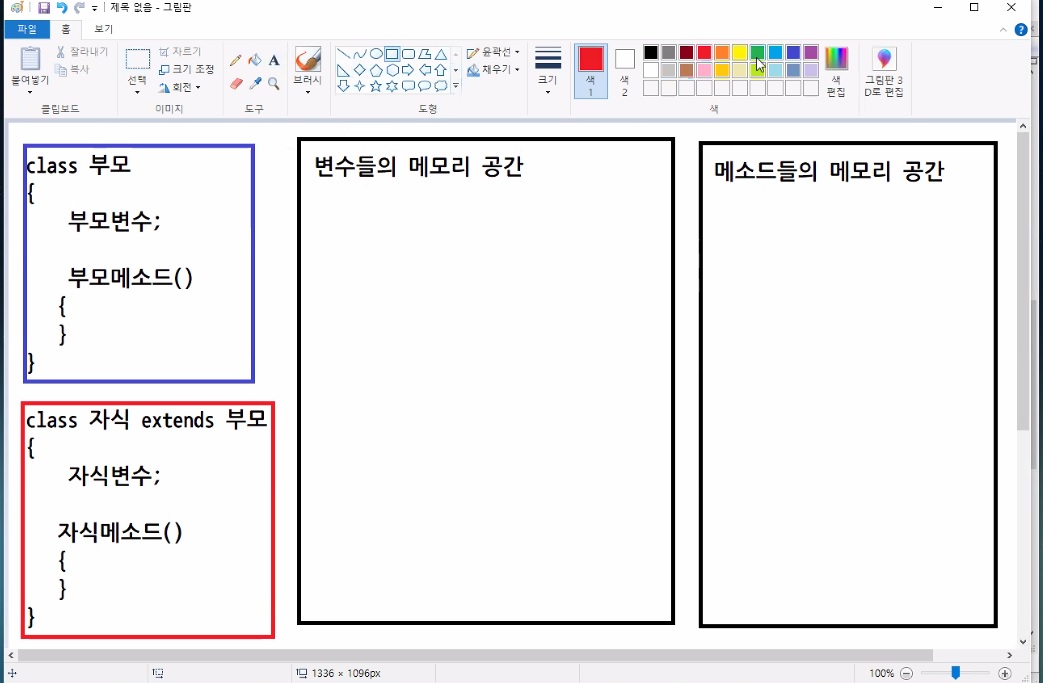 제목 없음 - 그림판
파일 홈 보기
붙여넣기
잘라내기
복사
클립보드
선택
자르기
크기 조정
회전
이미지
도구
브러시
윤곽선
채우기
도형
크기
색
1
색
2
색
편집
색
그림판 3
D로 편집
class 부모
{
부모변수;
부모메소드()
{
}
}
class 자식 extends 부모
{
자식변수;
자식메소드()
{
}
}
변수들의 메모리 공간
메소드들의 메모리 공간
1336 × 1096px
100%